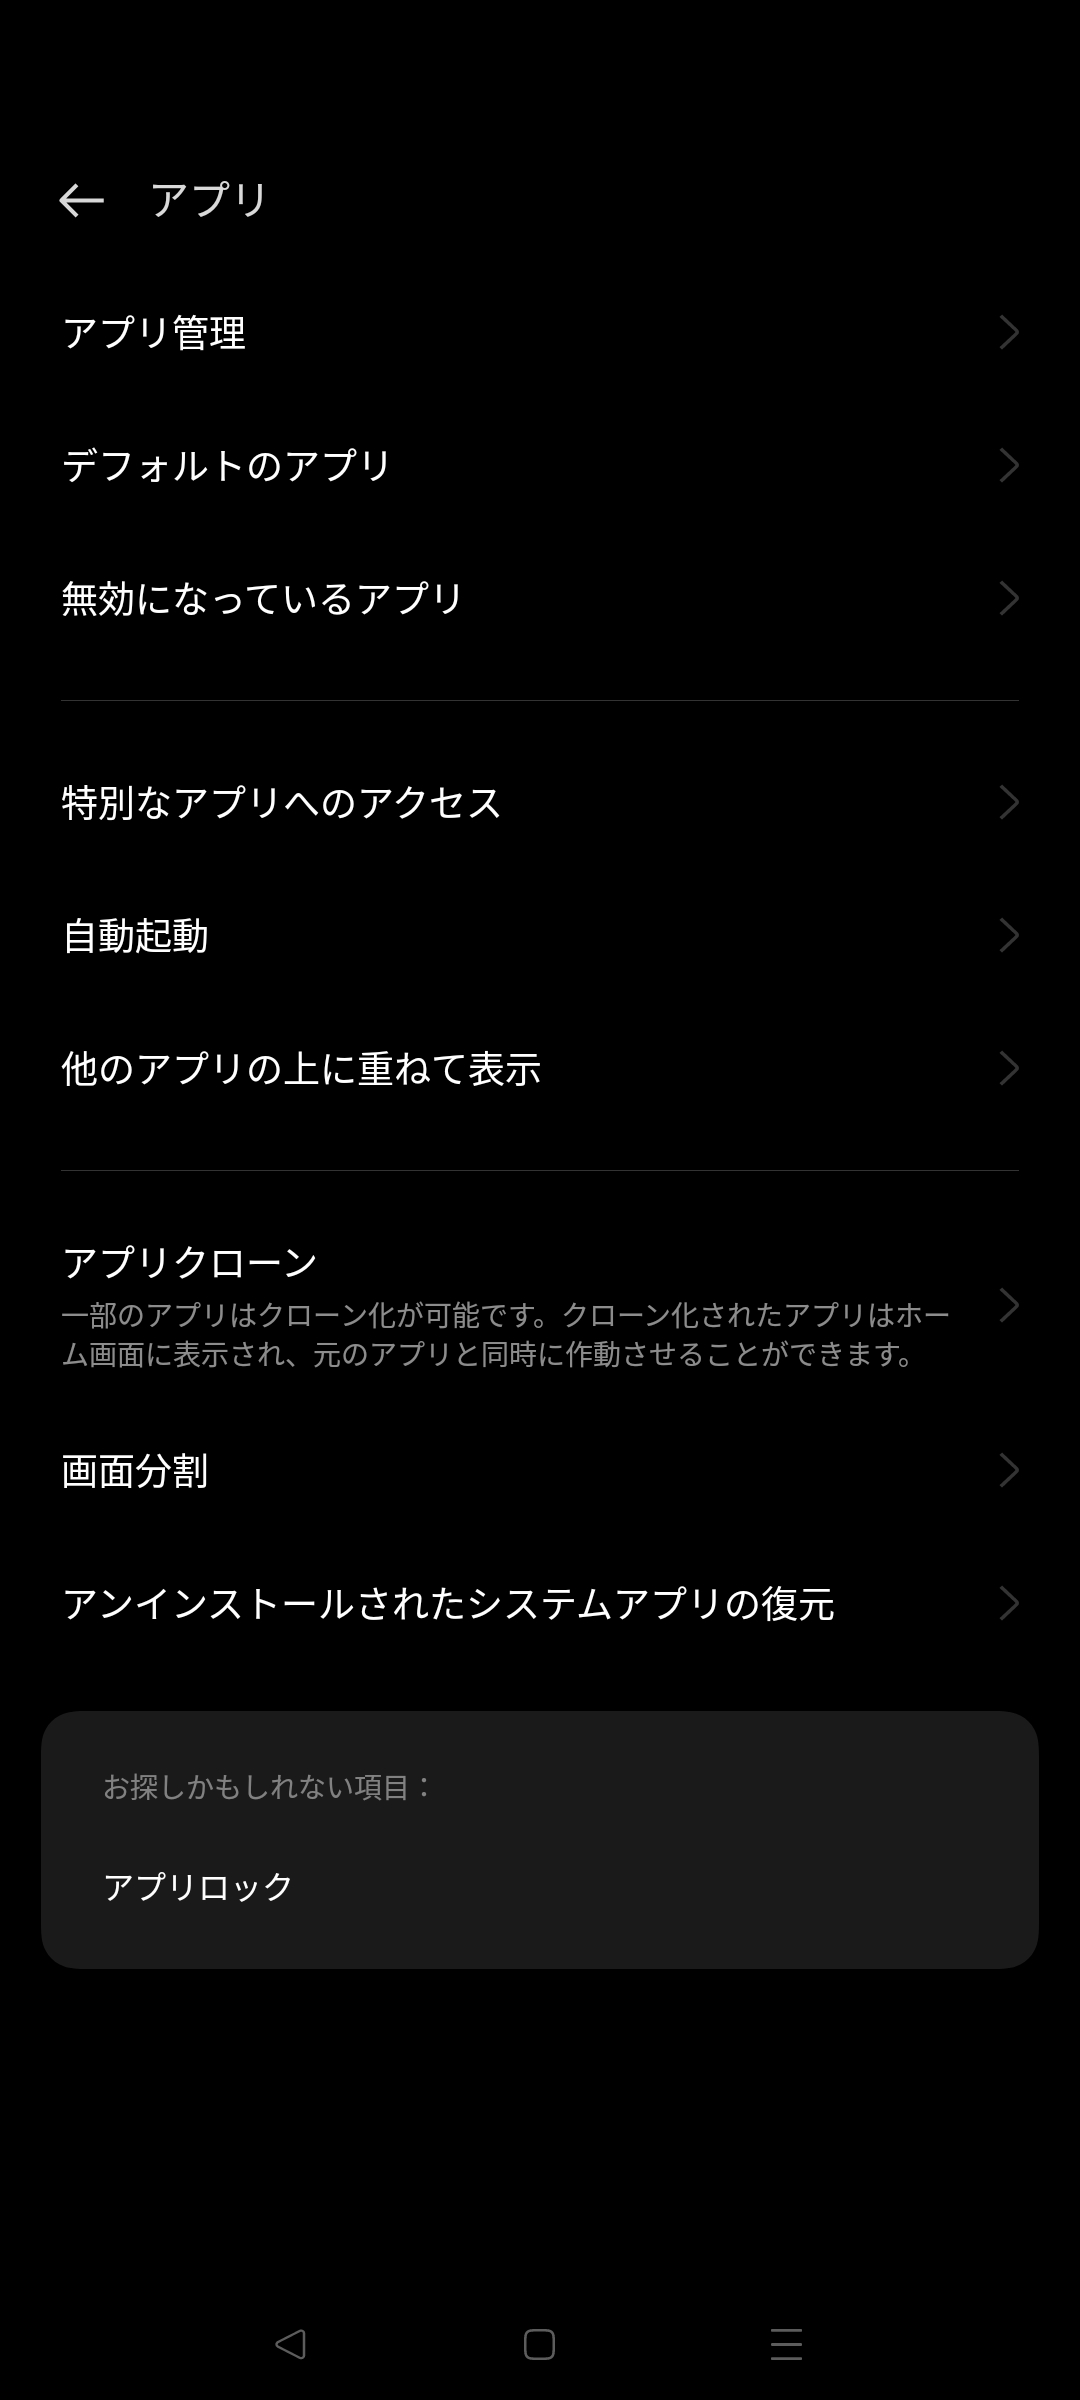 アプリ
アプリ管理
デフォルトのアプリ
無効になっているアプリ
特別なアプリへのアクセス
自動起動
他のアプリの上に重ねて表示
アプリクローン
一部のアプリはクローン化が可能です。クローン化されたアプリはホー
ム画面に表示され、元のアプリと同時に作動させることができます。
画面分割
アンインストールされたシステムアプリの復元
お探しかもしれない項目：
アプリロック